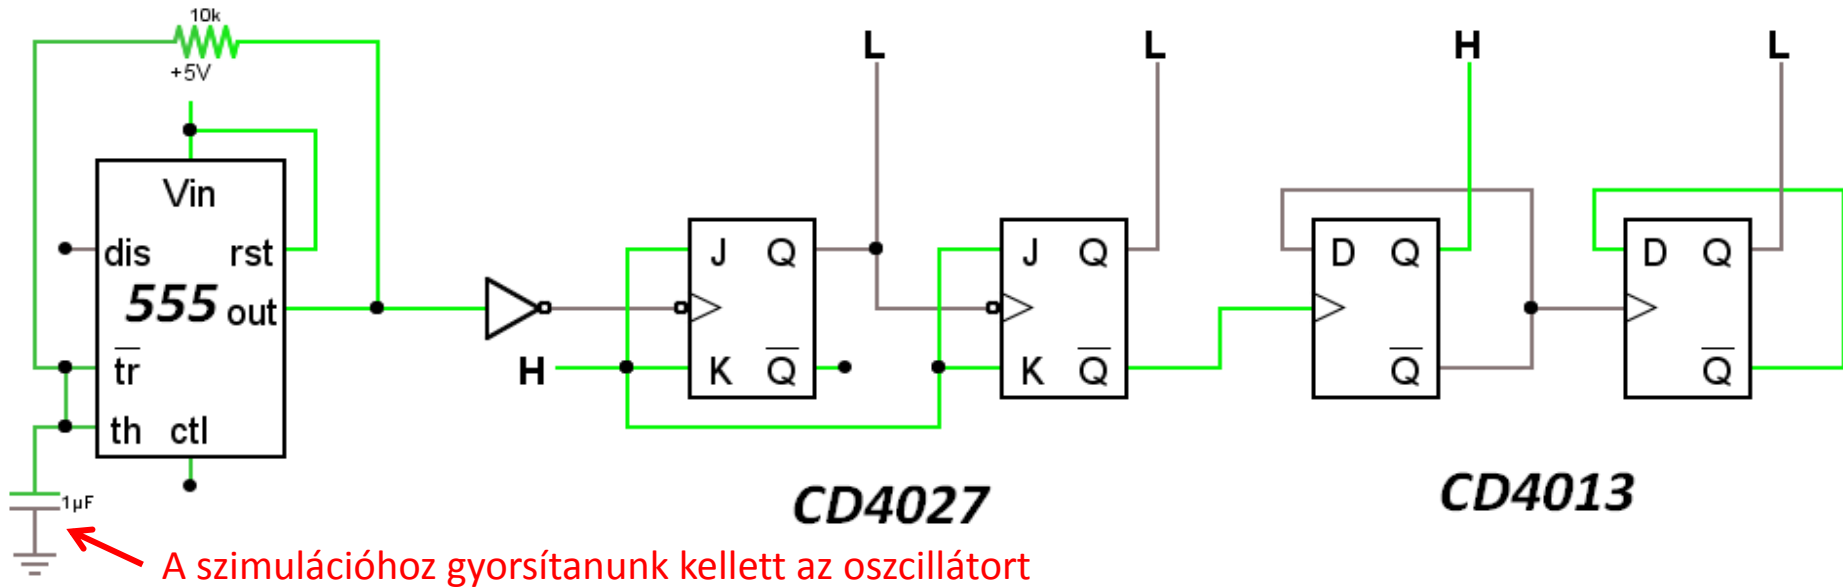 10k
+5V
L
L
H
L
Vin
dis
rst
555
out
tr
th
ctl
1µF
H
J
Q
K
Q
J
Q
K
Q
D
Q
Q
D
Q
Q
CD4027
CD4013
A szimulációhoz gyorsítanunk kellett az oszcillátort